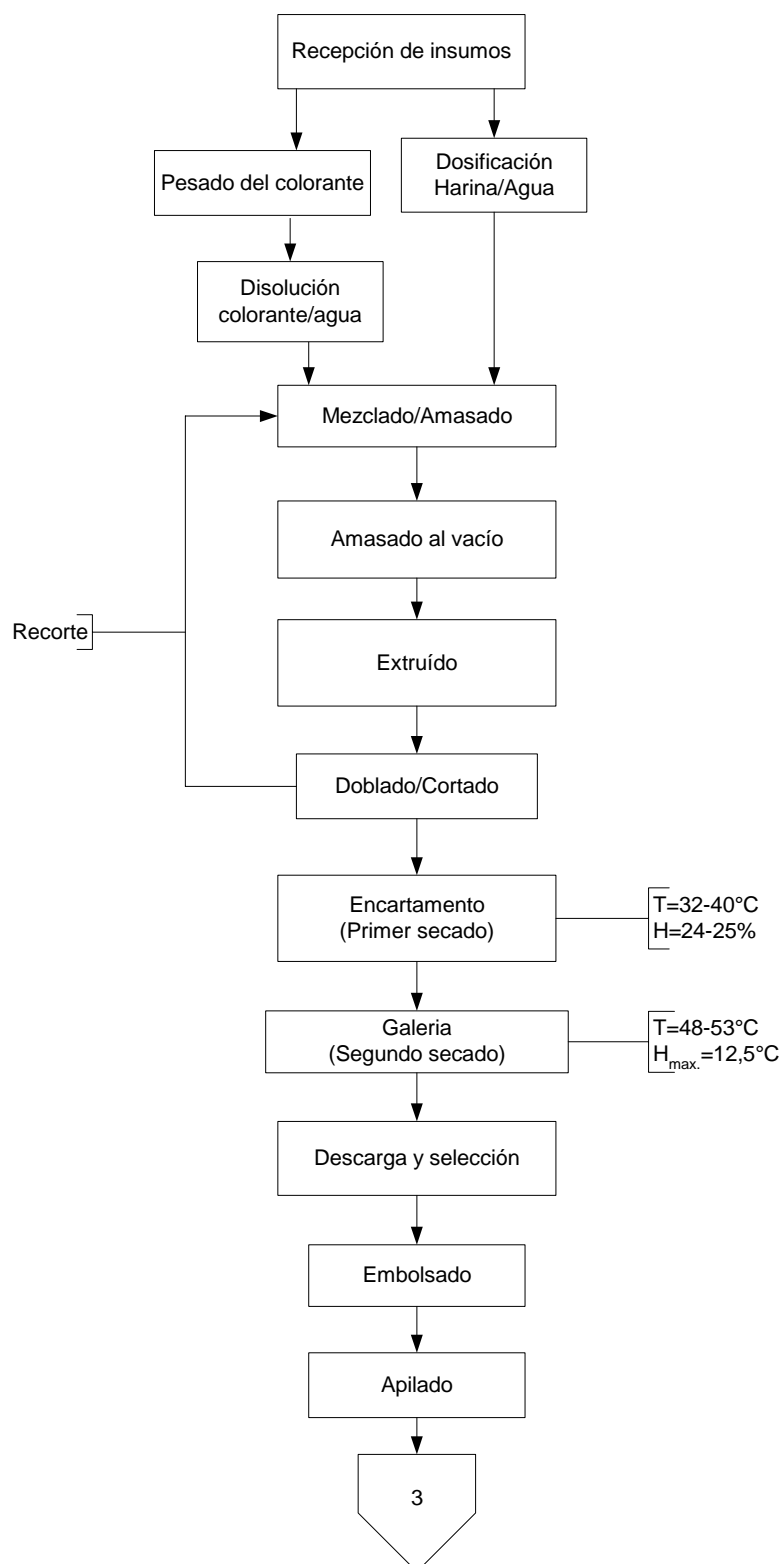 Recepción de insumos
Pesado del colorante
Dosificación
Harina/Agua
Disolución
colorante/agua
Mezclado/Amasado
Amasado al vacío
Recorte
Extruído
Doblado/Cortado
Encartamento
(Primer secado)
T=32-40°C
H=24-25%
Galeria
(Segundo secado)
T=48-53°C
Hmax.=12,5°C
Descarga y selección
Embolsado
Apilado
3